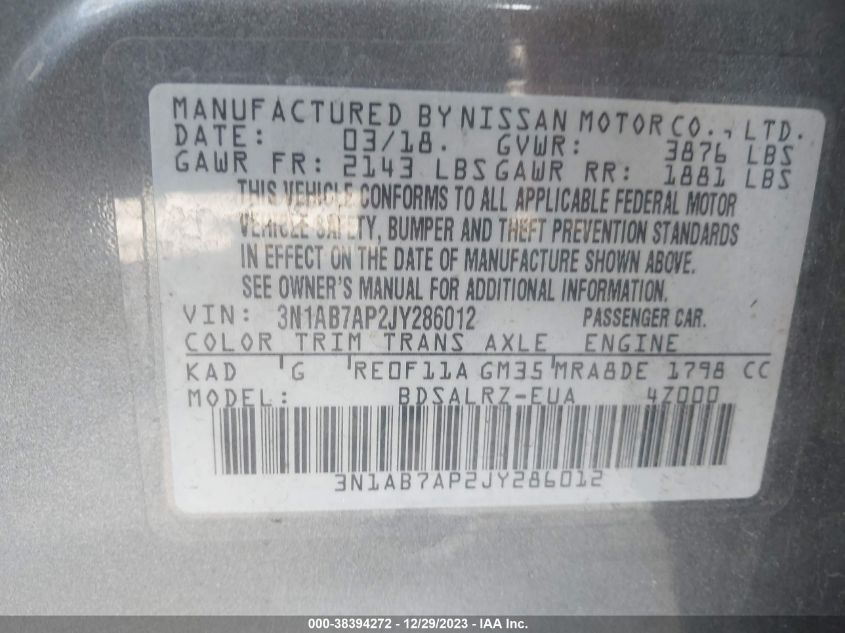 MANUFACTURED BY NISSAN MOTOR CO., LTD.
DATE: 03/18. GVWR: 3876 LBS
GAWR FR: 2143 LBS GAWR RR: 1881 LBS
THIS VEHICLE CONFORMS TO ALL APPLICABLE FEDERAL MOTOR
VEHICLE SAFETY, BUMPER AND THEFT PREVENTION STANDARDS
IN EFFECT ON THE DATE OF MANUFACTURE SHOWN ABOVE.
SEE OWNER'S MANUAL FOR ADDITIONAL INFORMATION.
VIN: 3N1AB7AP2JY286012 PASSENGER CAR.
COLOR TRIM TRANS AXLE ENGINE
KAD G RE0F11A GM35 MRA8DE 1798 CC
MODEL: BDSALRZ-EUA 4Z000
3N1AB7AP2JY286012
000-38394272 - 12/29/2023 - IAA Inc.